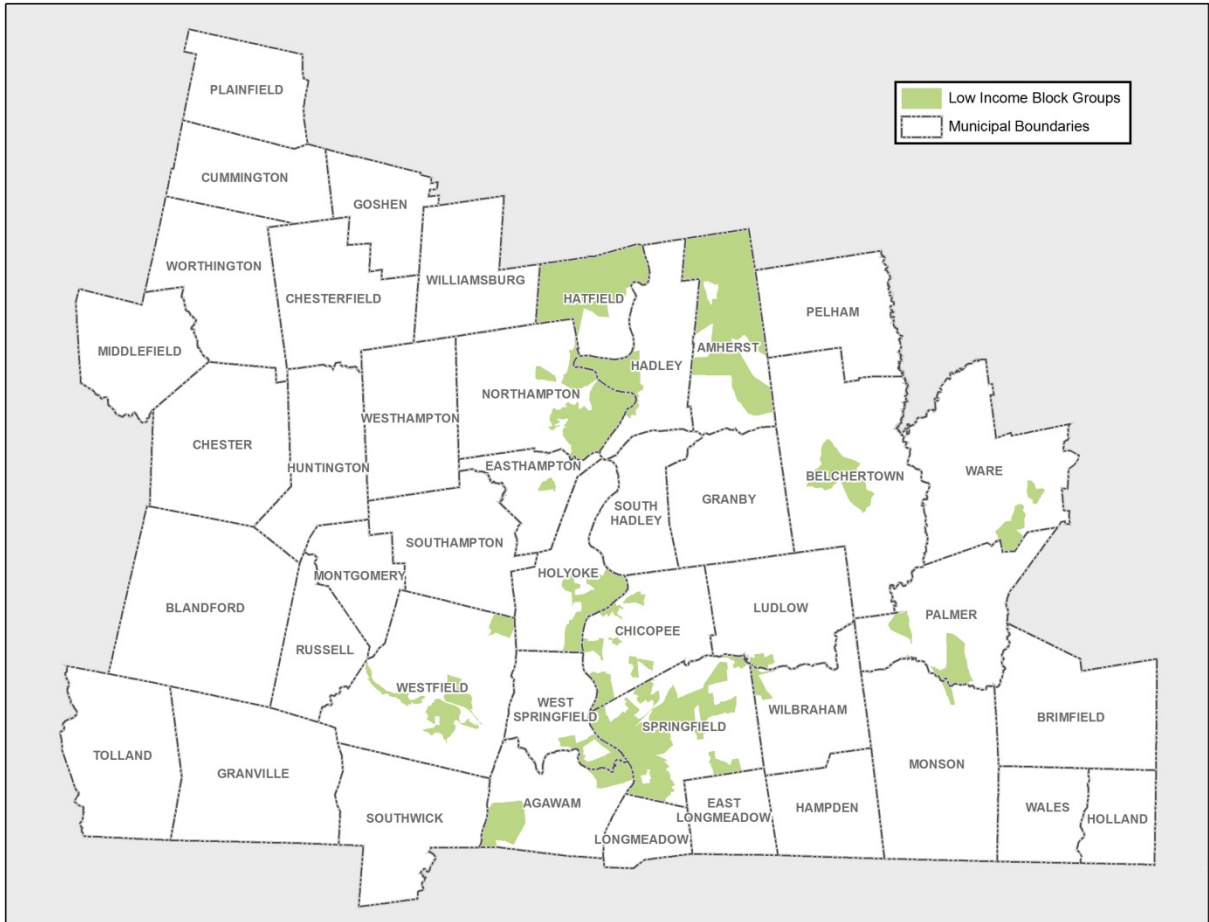 PLAINFIELD
Low Income Block Groups
Municipal Boundaries
CUMMINGTON
GOSHEN
WORTHINGTON
WILLIAMSBURG
CHESTERFIELD
HATFIELD
PELHAM
MIDDLEFIELD
AMHERST
HADLEY
NORTHAMPTON
WESTHAMPTON
CHESTER
HUNTINGTON
EASTHAMPTON
BELCHERTOWN
WARE
SOUTH
HADLEY
GRANBY
SOUTHAMPTON
MONTGOMERY
HOLYOKE
BLANDFORD
LUDLOW
PALMER
CHICOPEE
RUSSELL
WESTFIELD
WEST
SPRINGFIELD
SPRINGFIELD
WILBRAHAM
BRIMFIELD
TOLLAND
GRANVILLE
MONSON
AGAWAM
SOUTHWICK
EAST
LONGMEADOW
HAMPDEN
WALES
HOLLAND
LONGMEADOW